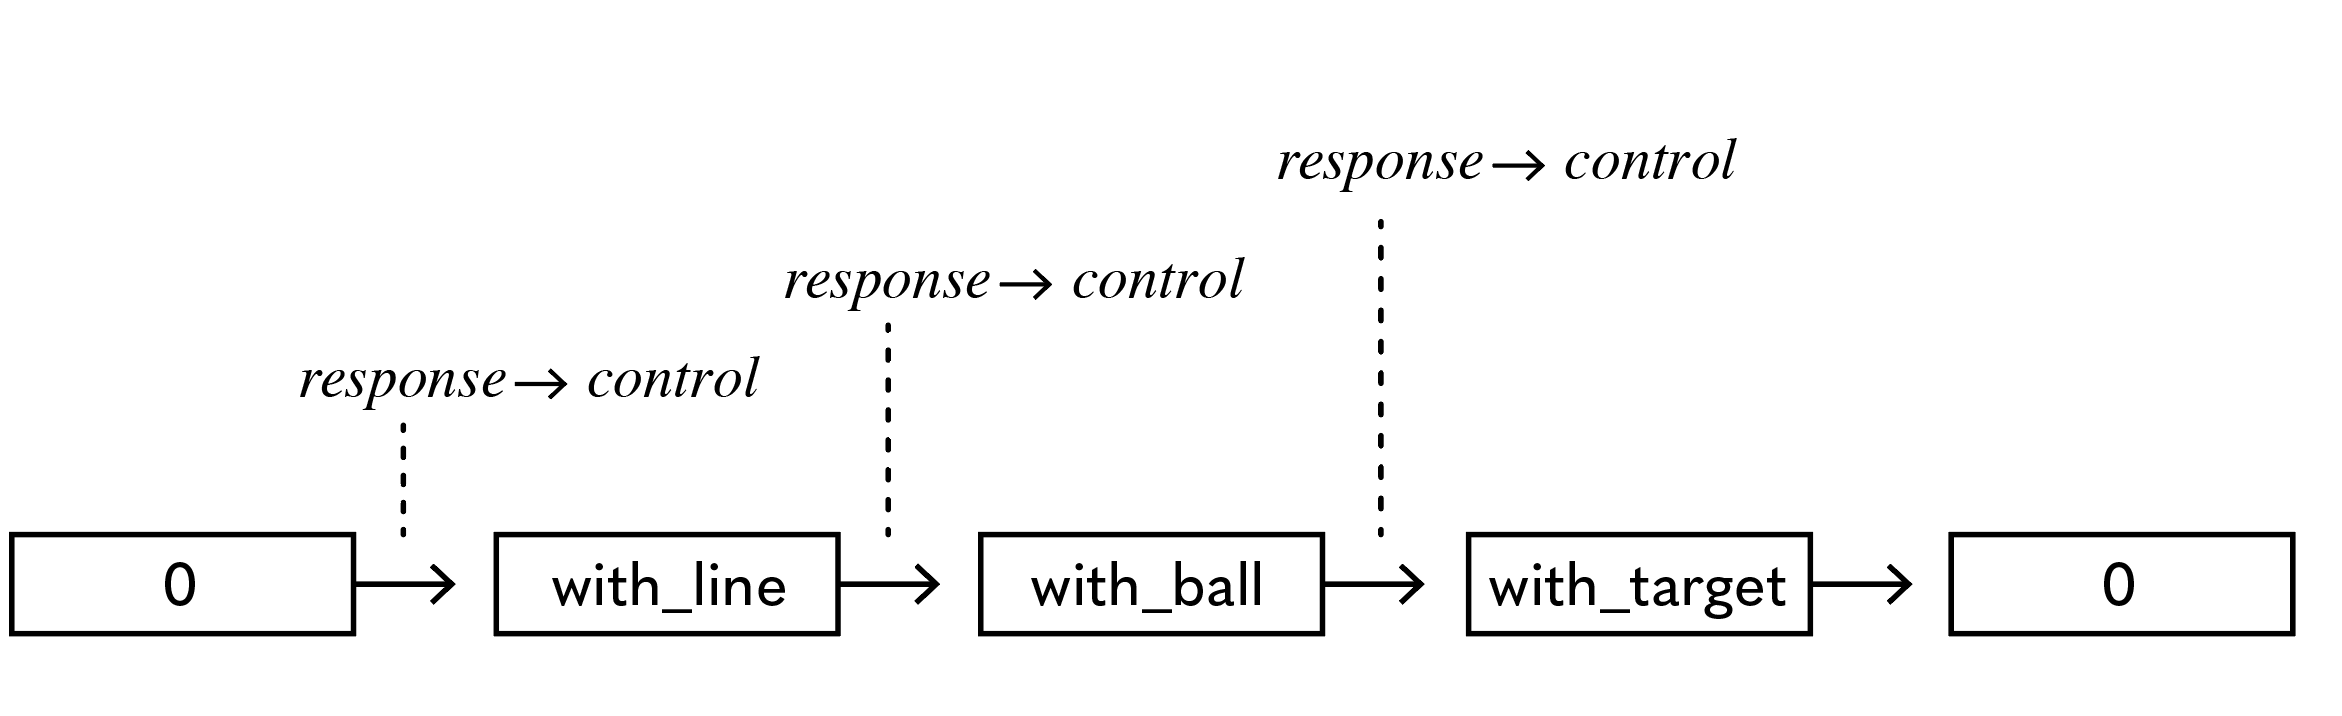 response → control
response → control
response → control
0 → with_line → with_ball → with_target → 0